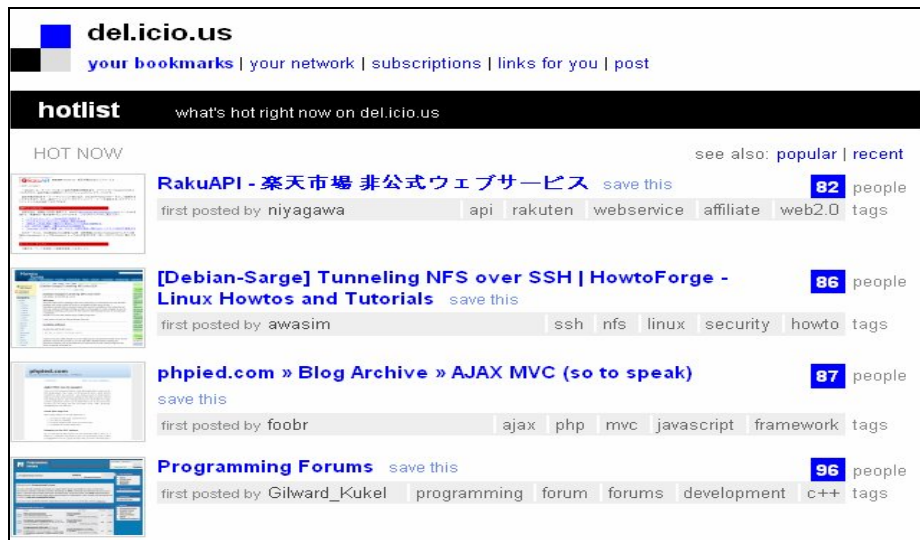 del.icio.us
your bookmarks | your network | subscriptions | links for you | post
hotlist what's hot right now on del.icio.us
HOT NOW see also: popular | recent
RakuAPI - 楽天市場 非公式ウェブサービス save this 82 people
first posted by niyagawa api rakuten webservice affiliate web2.0 tags
[Debian-Sarge] Tunneling NFS over SSH | HowtoForge - 86 people
Linux Howtos and Tutorials save this
first posted by awasim ssh nfs linux security howto tags
phpied.com » Blog Archive » AJAX MVC (so to speak) 87 people
save this
first posted by foobr ajax php mvc javascript framework tags
Programming Forums save this 96 people
first posted by Gilward_Kukel programming forum forums development c++ tags